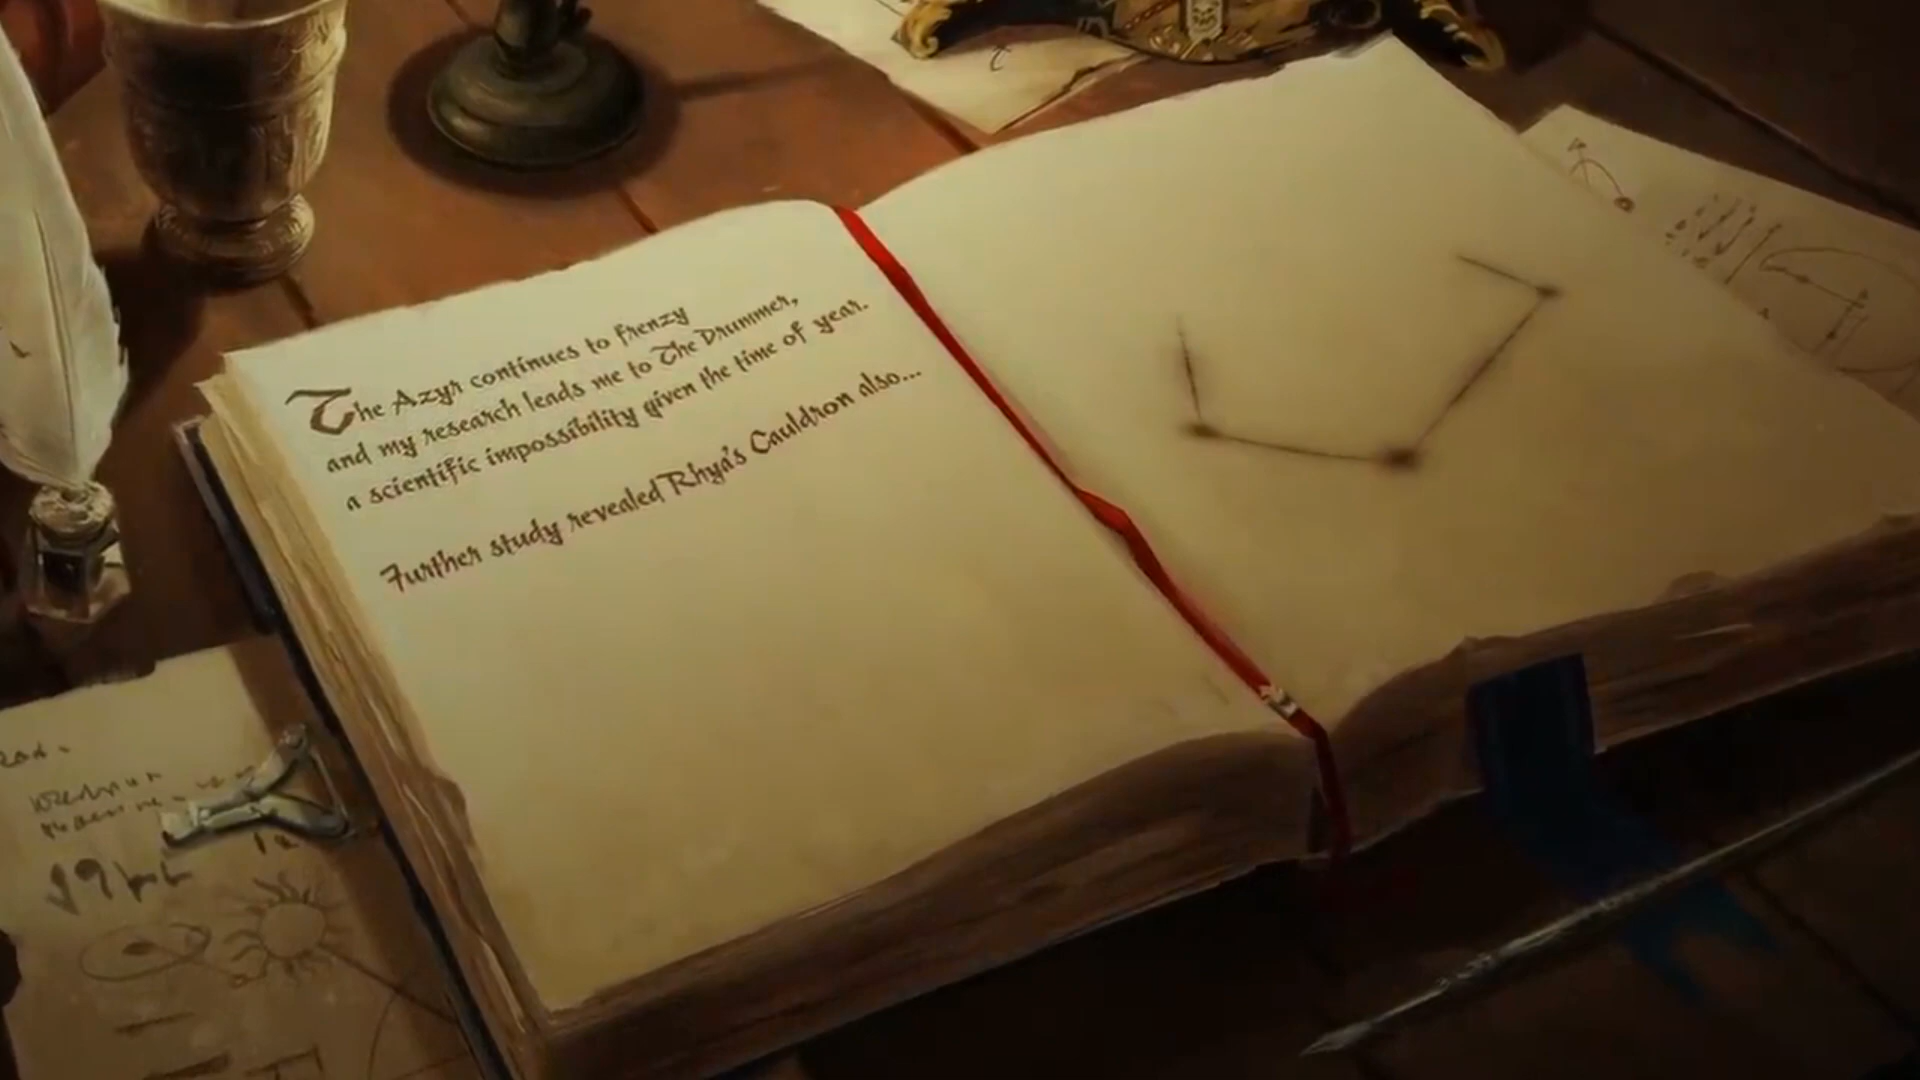 The Azyr continues to frenzy
and my research leads me to The Drummer,
a scientific impossibility given the time of year.
Further study revealed Rhya's Cauldron also...